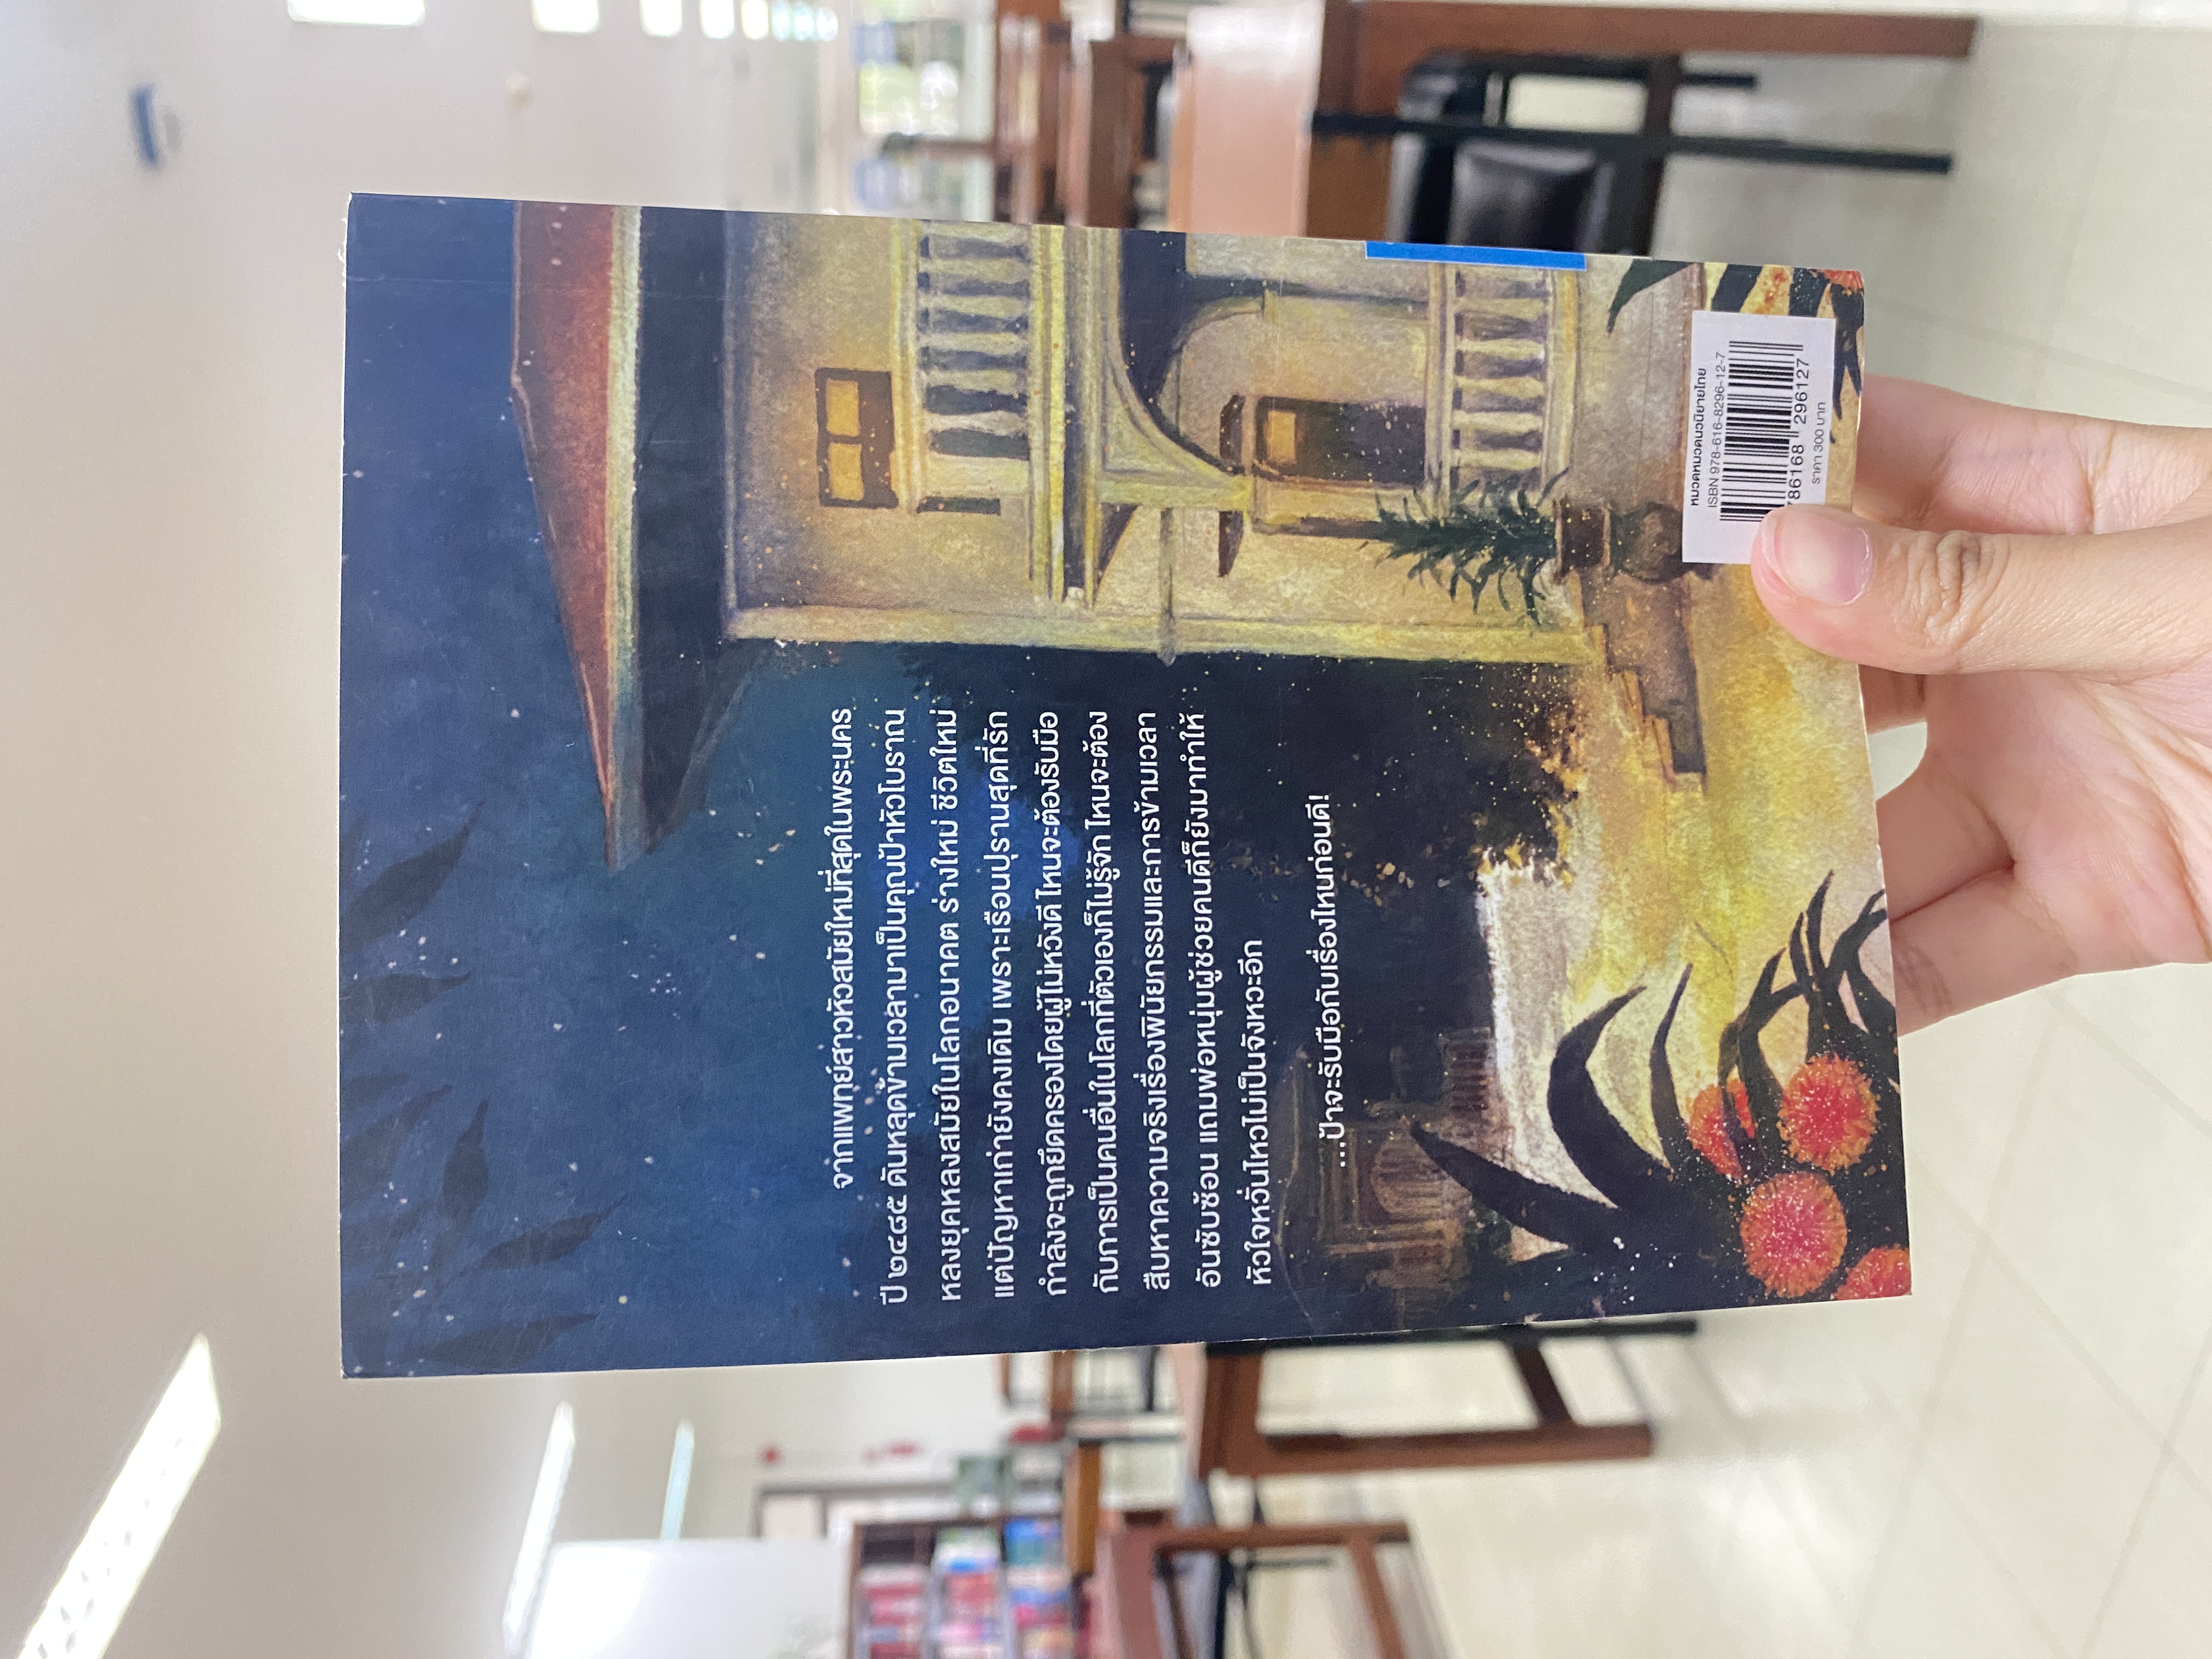 จากแพทย์สาวหัวสมัยใหม่ที่สุดในพระนคร
ปี ๒๔๘๕ ดันหลุดข้ามเวลามาเป็นคุณป้าหัวโบราณ
หลงยุคหลงสมัยในโลกอนาคต ร่างใหม่ ชีวิตใหม่
แต่ปัญหาเก่ายังคงเดิม เพราะเรือนปุรานสุดที่รัก
กำลังจะถูกยึดครองโดยผู้ไม่หวังดี ไหนจะต้องรับมือ
กับการเป็นคนอื่นในโลกที่ตัวเองก็ไม่รู้จัก ไหนจะต้อง
สืบหาความจริงเรื่องพินัยกรรมและการข้ามเวลา
อันซับซ้อน แถมพ่อหนุ่มผู้ช่วยคนดีก็ยังมาทำให้
หัวใจหวั่นไหวไม่เป็นจังหวะอีก
...ป้าจะรับมือกับเรื่องไหนก่อนดี!
หมวดหมวดนวนิยายไทย
ISBN 978-616-8296-12-7
786168 296127
ราคา 300 บาท